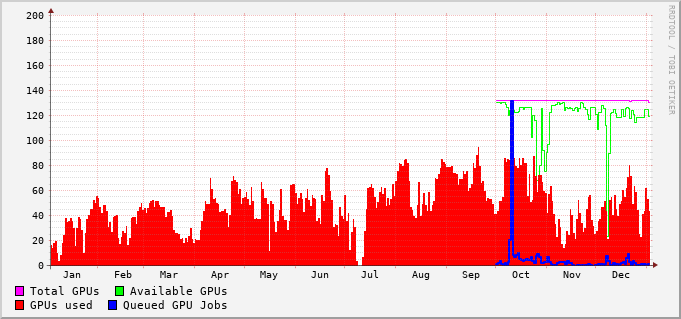 200
180
160
140
120
100
80
60
40
20
0
Jan Feb Mar Apr May Jun Jul Aug Sep Oct Nov Dec
Total GPUs Available GPUs
GPUs used Queued GPU Jobs
RRDTOOL / TOBI OETIKER